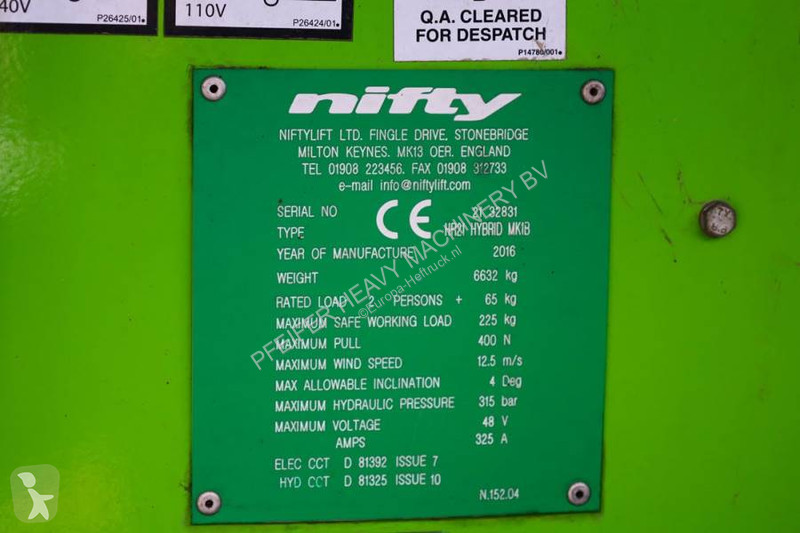 40V
P26425/01
110V
P26424/01
Q.A. CLEARED
FOR DESPATCH
P14780/001
nifty
NIFTYLIFT LTD. FINGLE DRIVE. STONEBRIDGE
MILTON KEYNES. MK13 OER. ENGLAND
TEL 01908 223456. FAX 01908 312733
e-mail info@niftylift.com
SERIAL NO 21 32831
CE
TYPE HR21 HYBRID MK1B
YEAR OF MANUFACTURE 2016
WEIGHT 6632 kg
RATED LOAD 2 PERSONS + 65 kg
MAXIMUM SAFE WORKING LOAD 225 kg
MAXIMUM PULL 400 N
MAXIMUM WIND SPEED 12.5 m/s
MAX ALLOWABLE INCLINATION 4 Deg
MAXIMUM HYDRAULIC PRESSURE 315 bar
MAXIMUM VOLTAGE 48 V
AMPS 325 A
ELEC CCT D 81392 ISSUE 7
HYD CCT D 81325 ISSUE 10
N.152.04
PFEIFER HEAVY MACHINERY BV
©Europa-Heftruck.nl
8.8